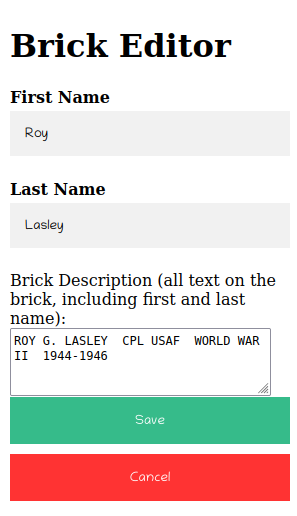 Brick Editor
First Name
Roy
Last Name
Lasley
Brick Description (all text on the
brick, including first and last
name):
ROY G. LASLEY  CPL USAF  WORLD WAR
II  1944-1946
Save
Cancel